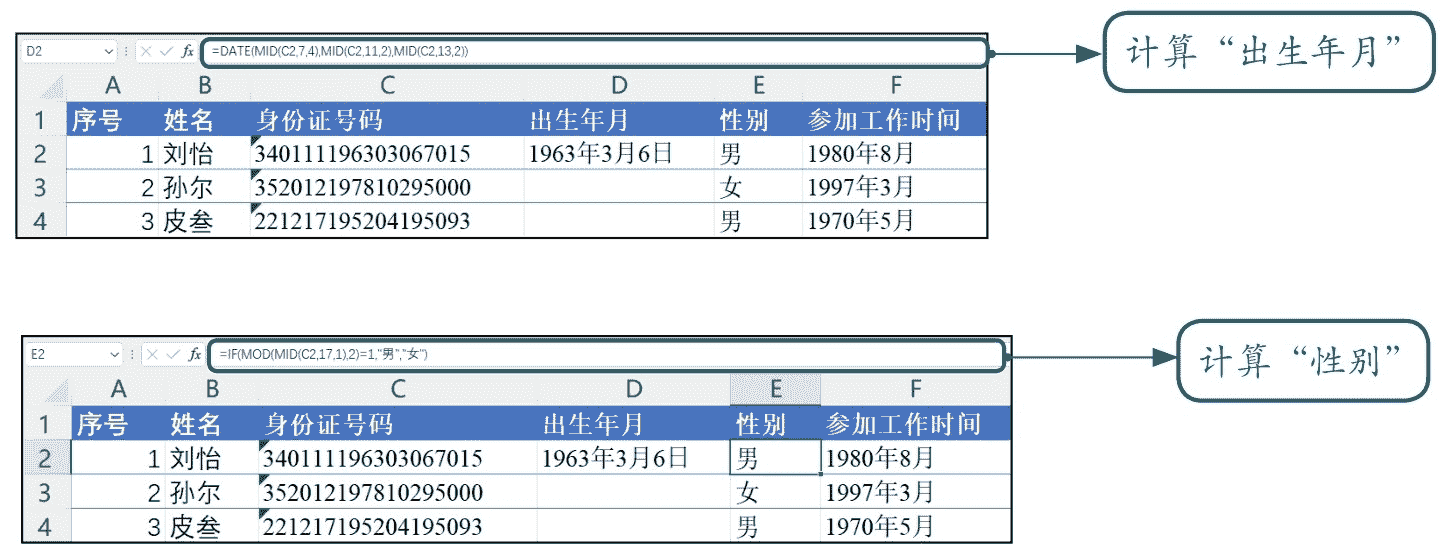 D2 fx =DATE(MID(C2,7,4),MID(C2,11,2),MID(C2,13,2))
计算“出生年月”
A B C D E F
1 序号 姓名 身份证号码 出生年月 性别 参加工作时间
2 1 刘怡 340111196303067015 1963年3月6日 男 1980年8月
3 2 孙尔 352012197810295000 女 1997年3月
4 3 皮叁 221217195204195093 男 1970年5月
E2 fx =IF(MOD(MID(C2,17,1),2)=1,"男","女")
计算“性别”
A B C D E F
1 序号 姓名 身份证号码 出生年月 性别 参加工作时间
2 1 刘怡 340111196303067015 1963年3月6日 男 1980年8月
3 2 孙尔 352012197810295000 女 1997年3月
4 3 皮叁 221217195204195093 男 1970年5月